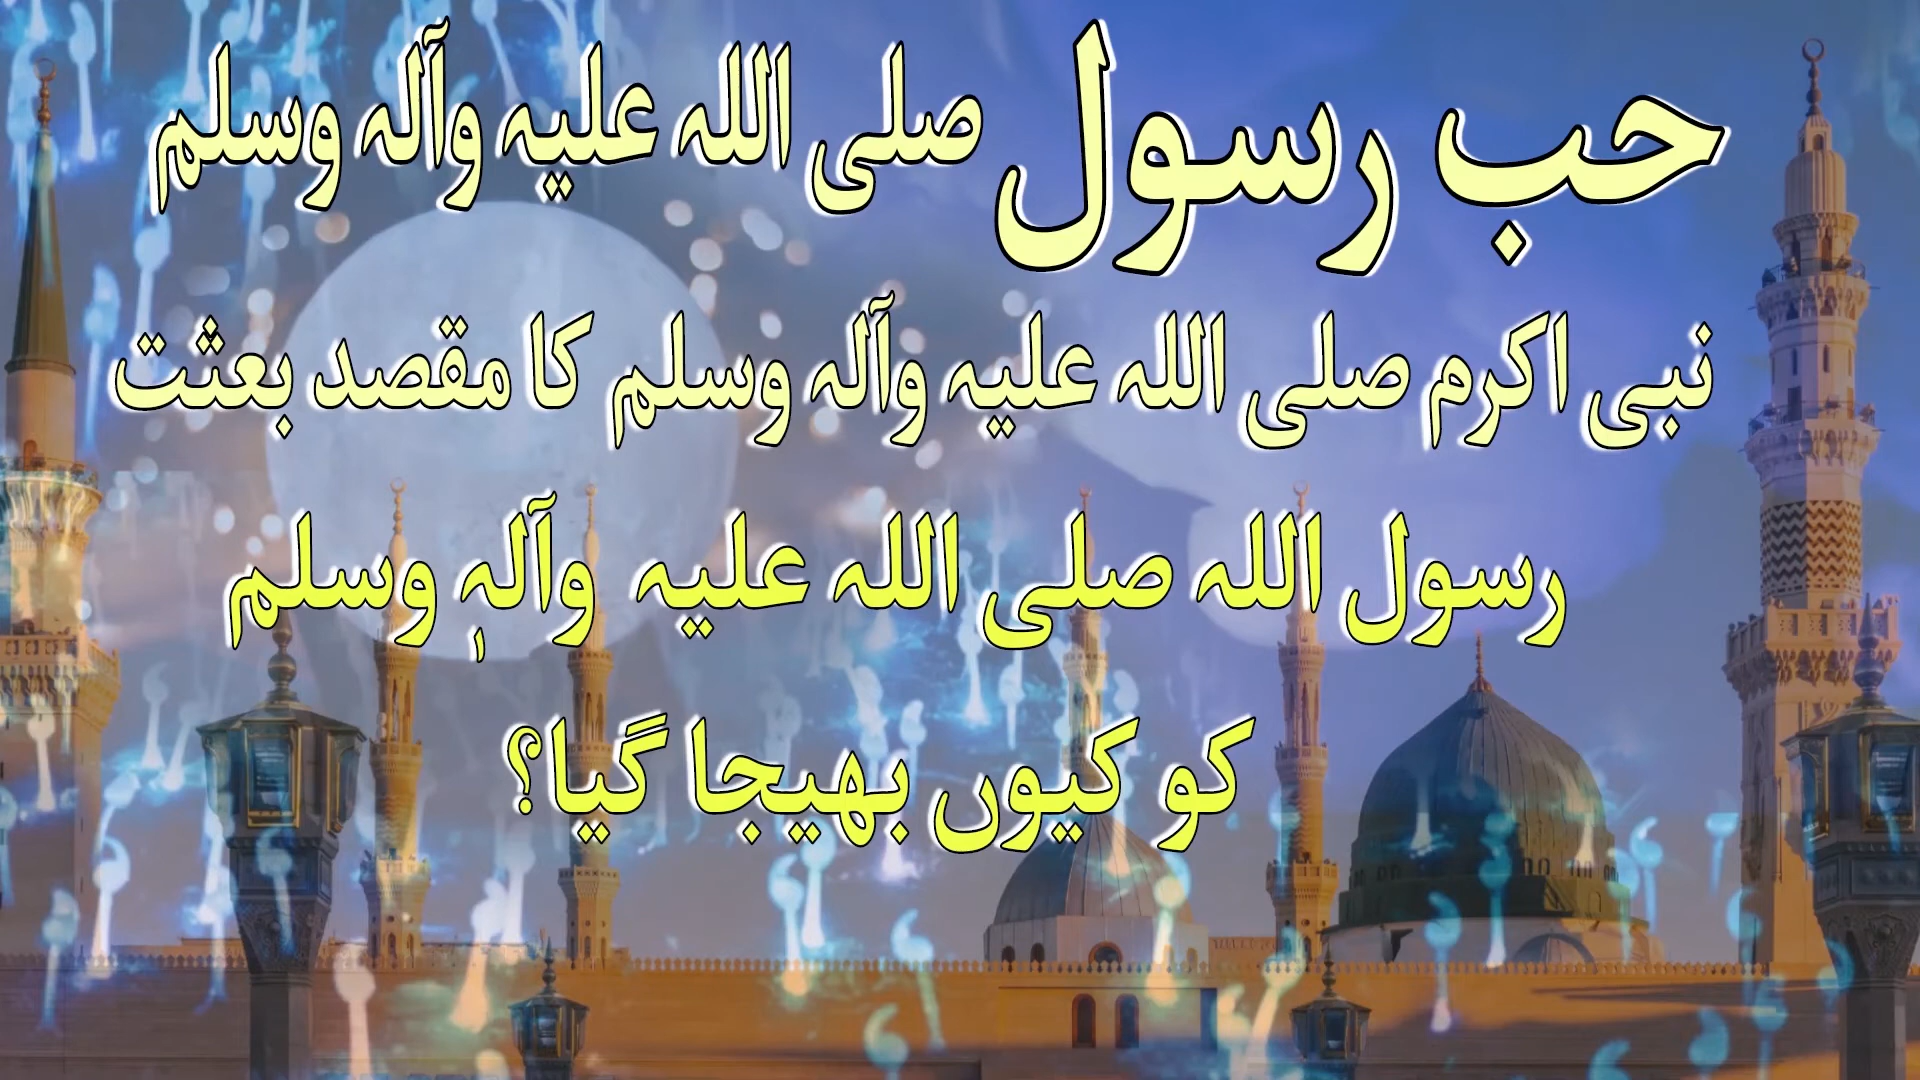 حب رسول صلی اللہ علیہ وآلہ وسلم
نبی اکرم صلی اللہ علیہ وآلہ وسلم کا مقصد بعثت
رسول اللہ صلی اللہ علیہ وآلہٖ وسلم
کو کیوں بھیجا گیا؟